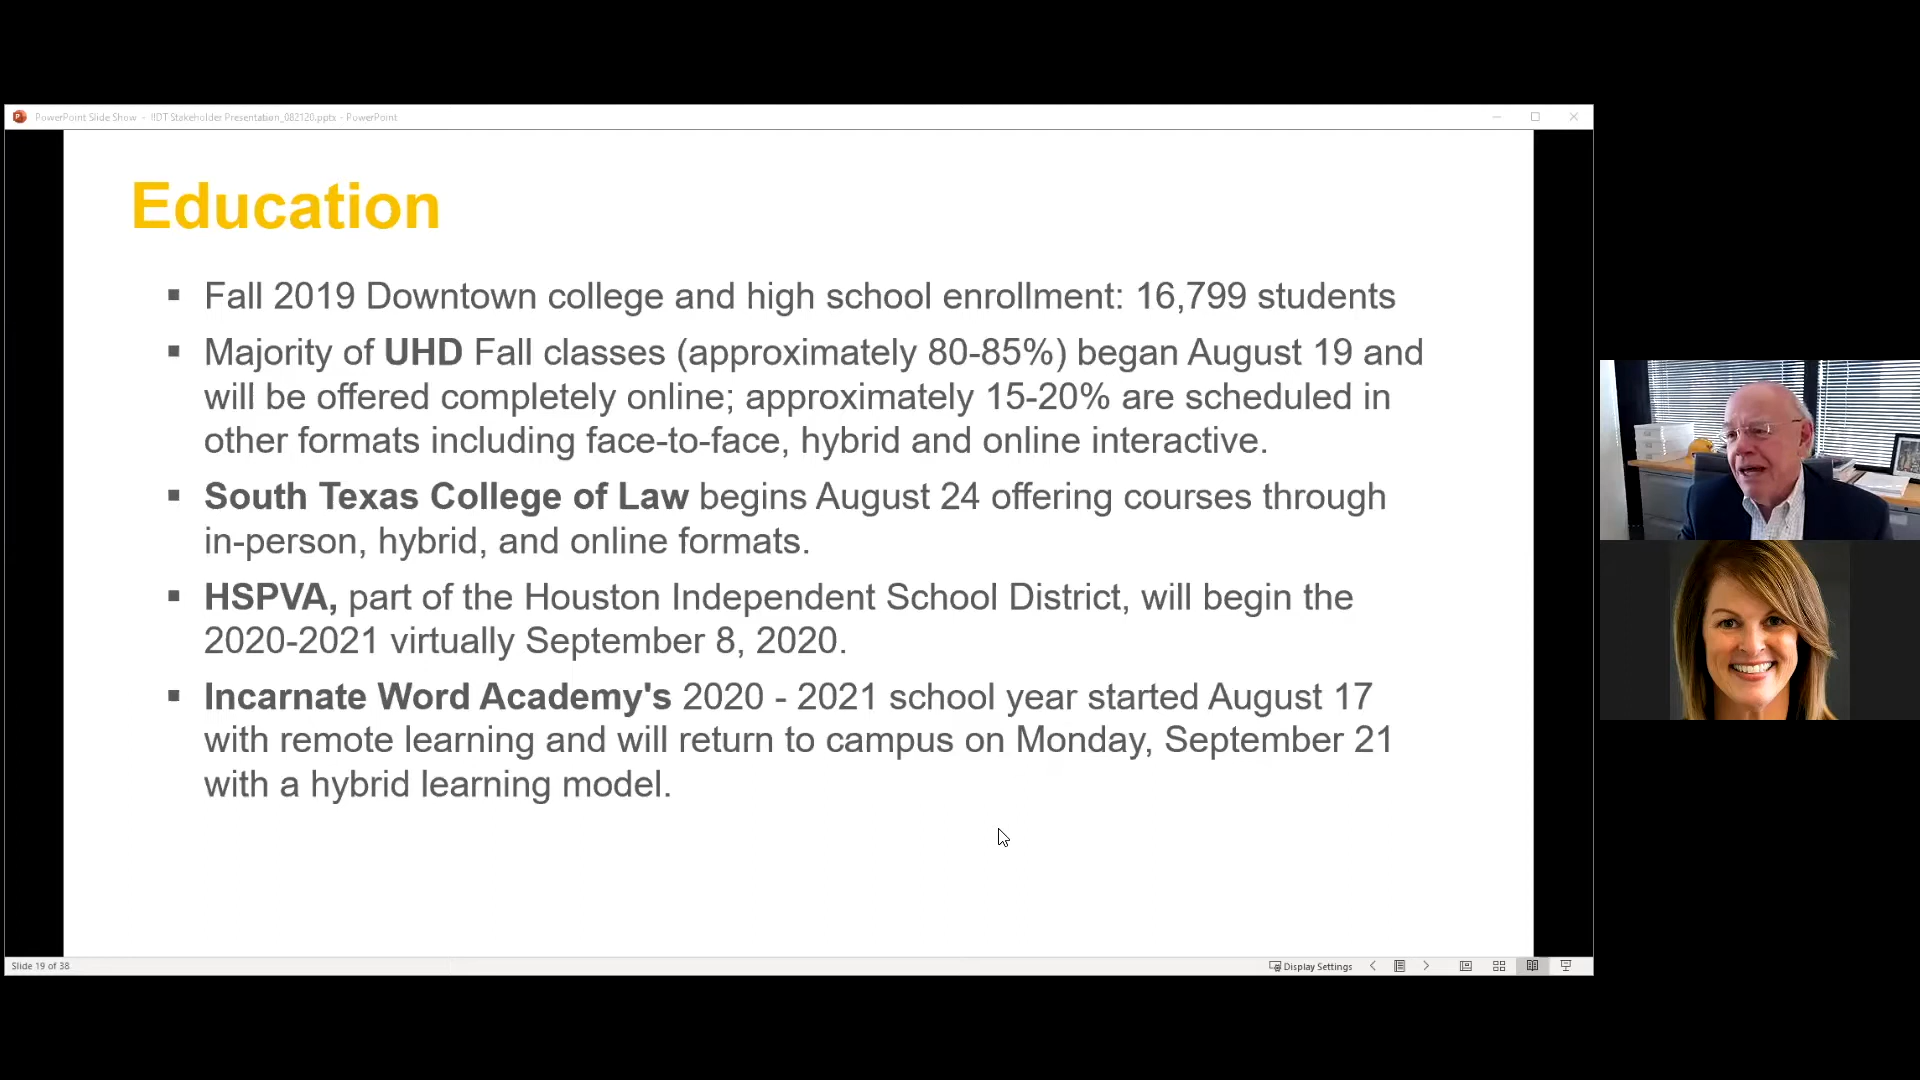 PowerPoint Slide Show - !!DT Stakeholder Presentation_082120.pptx - PowerPoint
Education
▪ Fall 2019 Downtown college and high school enrollment: 16,799 students
▪ Majority of UHD Fall classes (approximately 80-85%) began August 19 and
will be offered completely online; approximately 15-20% are scheduled in
other formats including face-to-face, hybrid and online interactive.
▪ South Texas College of Law begins August 24 offering courses through
in-person, hybrid, and online formats.
▪ HSPVA, part of the Houston Independent School District, will begin the
2020-2021 virtually September 8, 2020.
▪ Incarnate Word Academy's 2020 - 2021 school year started August 17
with remote learning and will return to campus on Monday, September 21
with a hybrid learning model.
Slide 19 of 38
Display Settings